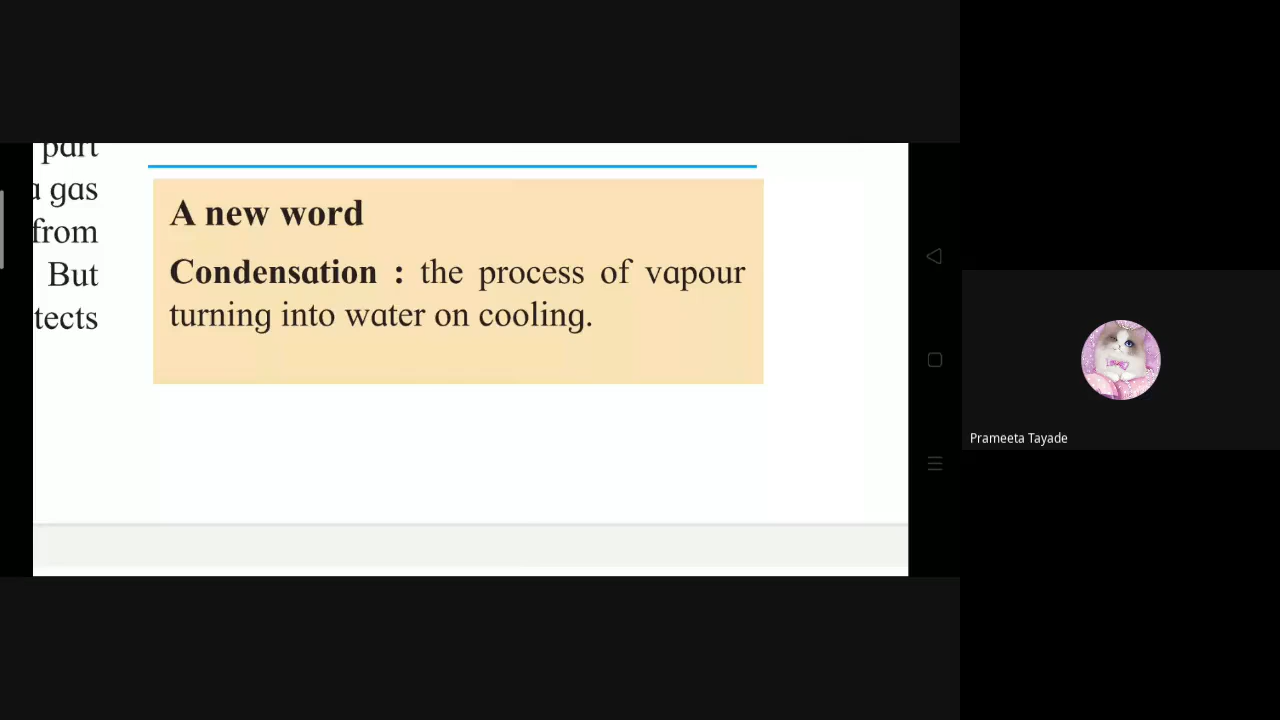 part
a gas
from
But
tects
A new word
Condensation : the process of vapour
turning into water on cooling.
Prameeta Tayade